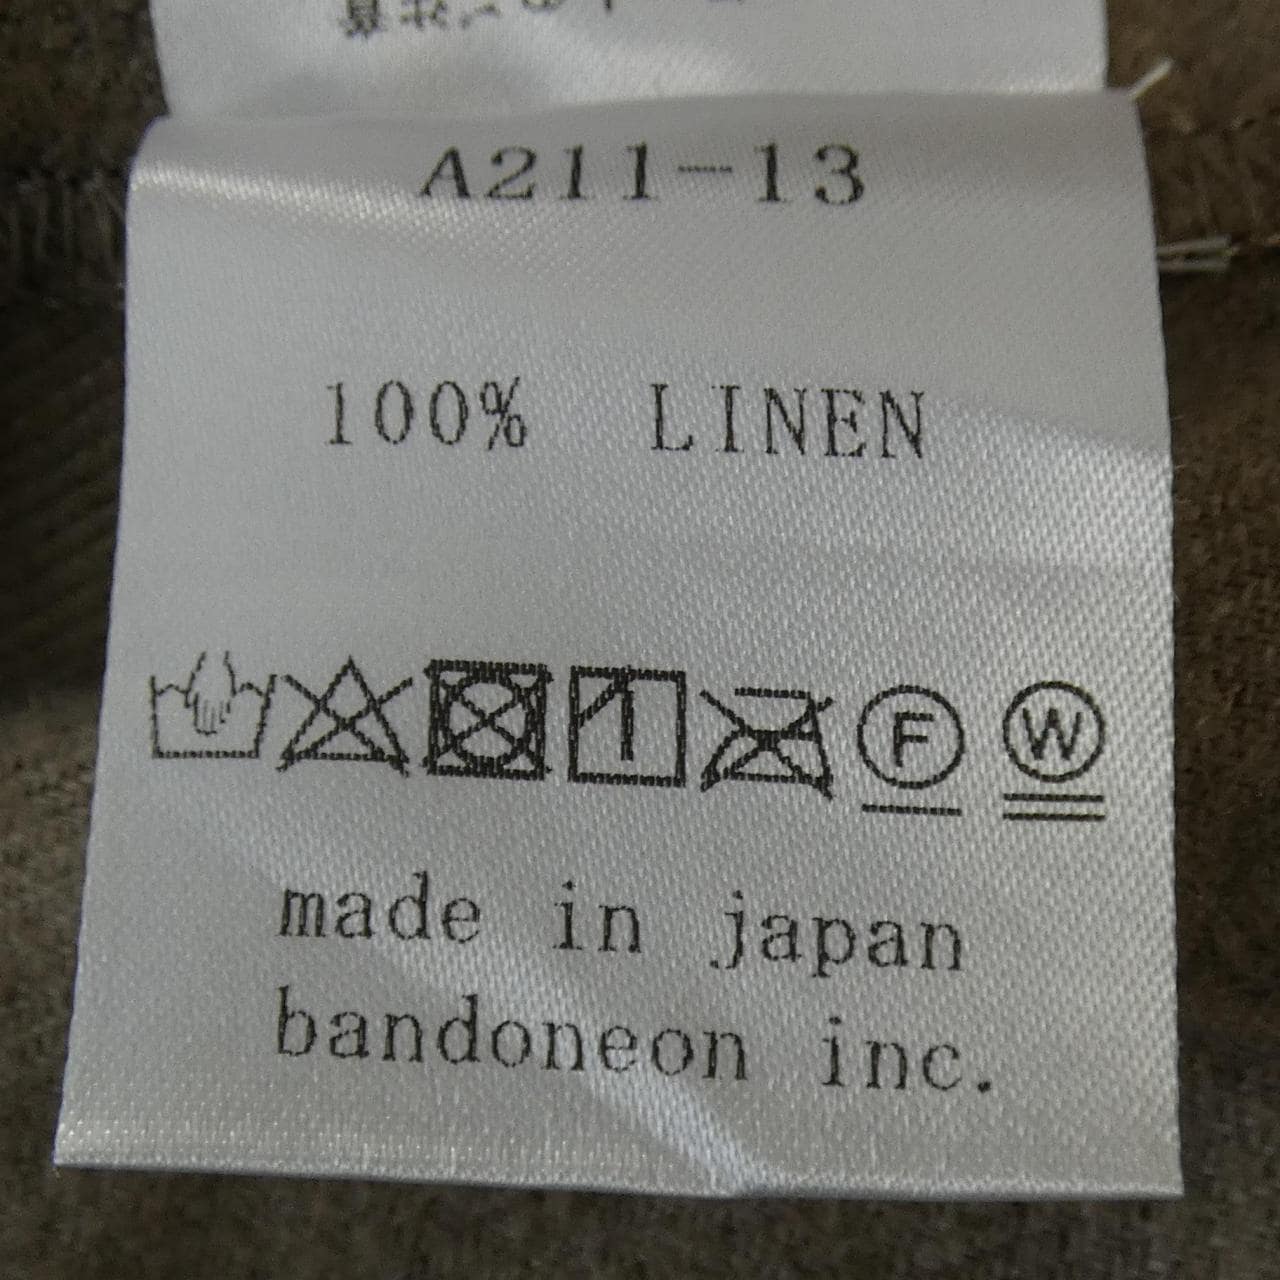 A211-13
100% LINEN
F W
made in japan
bandoneon inc.